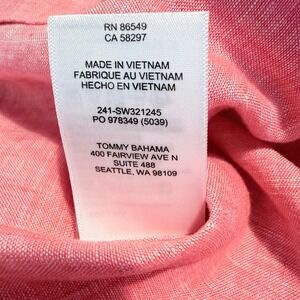 RN 86549
CA 58297
MADE IN VIETNAM
FABRIQUE AU VIETNAM
HECHO EN VIETNAM
241-SW321245
PO 978349 (5039)
TOMMY BAHAMA
400 FAIRVIEW AVE N
SUITE 488
SEATTLE, WA 98109